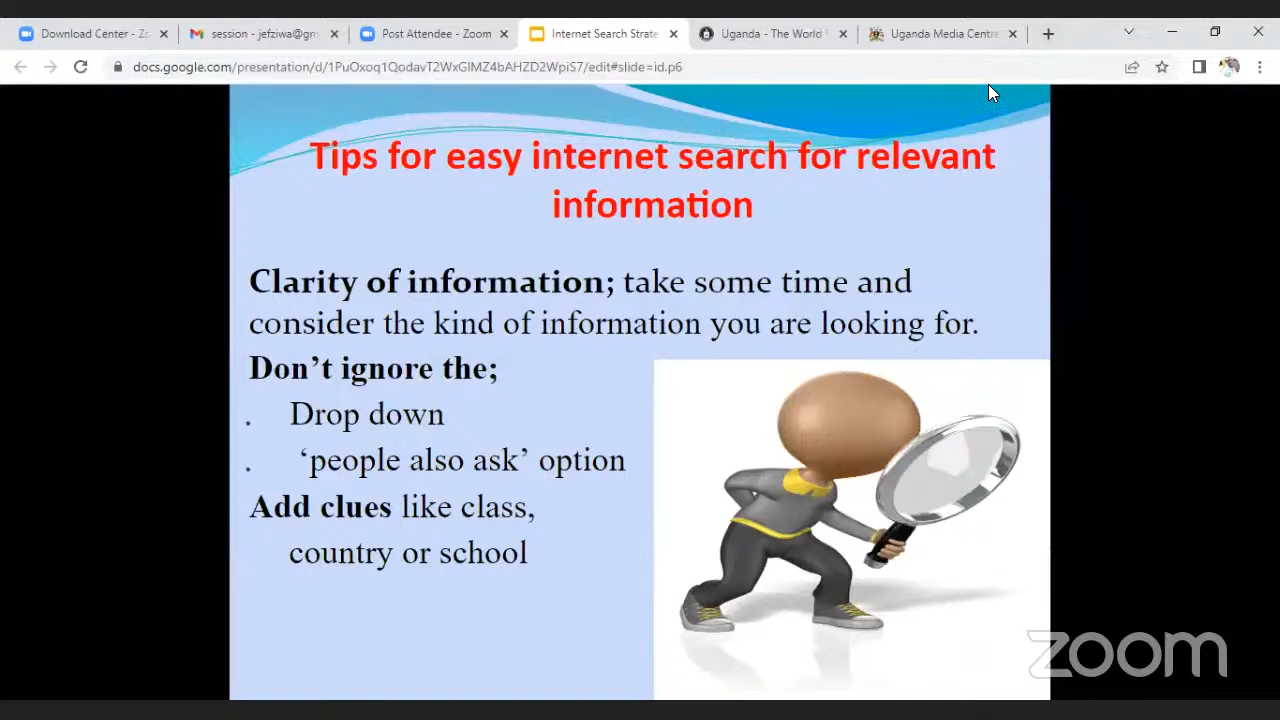 Download Center - Zo
session - jefziwa@gm
Post Attendee - Zoom
Internet Search Strate
Uganda - The World
Uganda Media Centre
docs.google.com/presentation/d/1PuOxoq1QodavT2WxGlMZ4bAHZD2WpiS7/edit#slide=id.p6
Tips for easy internet search for relevant
information
Clarity of information; take some time and
consider the kind of information you are looking for.
Don’t ignore the;
. Drop down
. ‘people also ask’ option
Add clues like class,
country or school
zoom